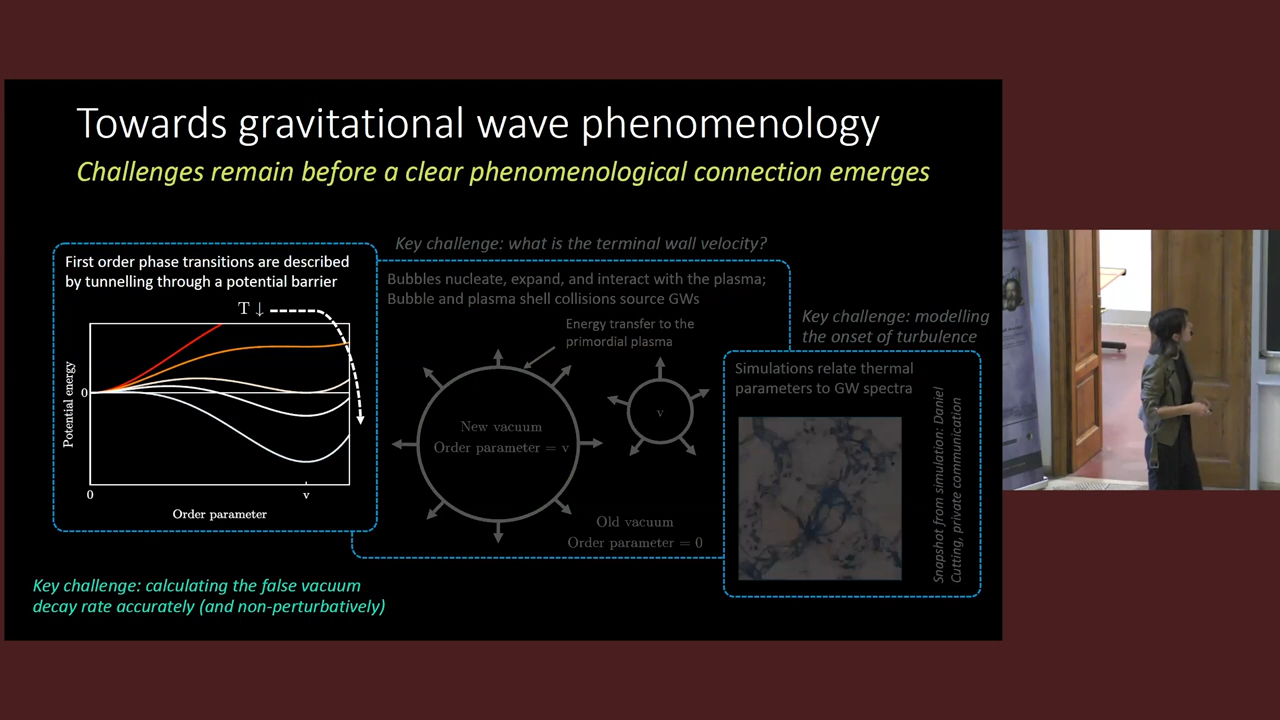 Towards gravitational wave phenomenology
Challenges remain before a clear phenomenological connection emerges
First order phase transitions are described
by tunnelling through a potential barrier
T ↓
Potential energy
0
0
v
Order parameter
Key challenge: calculating the false vacuum
decay rate accurately (and non-perturbatively)
Key challenge: what is the terminal wall velocity?
Bubbles nucleate, expand, and interact with the plasma;
Bubble and plasma shell collisions source GWs
Energy transfer to the
primordial plasma
New vacuum
Order parameter = v
v
Old vacuum
Order parameter = 0
Key challenge: modelling
the onset of turbulence
Simulations relate thermal
parameters to GW spectra
Snapshot from simulation: Daniel
Cutting, private communication